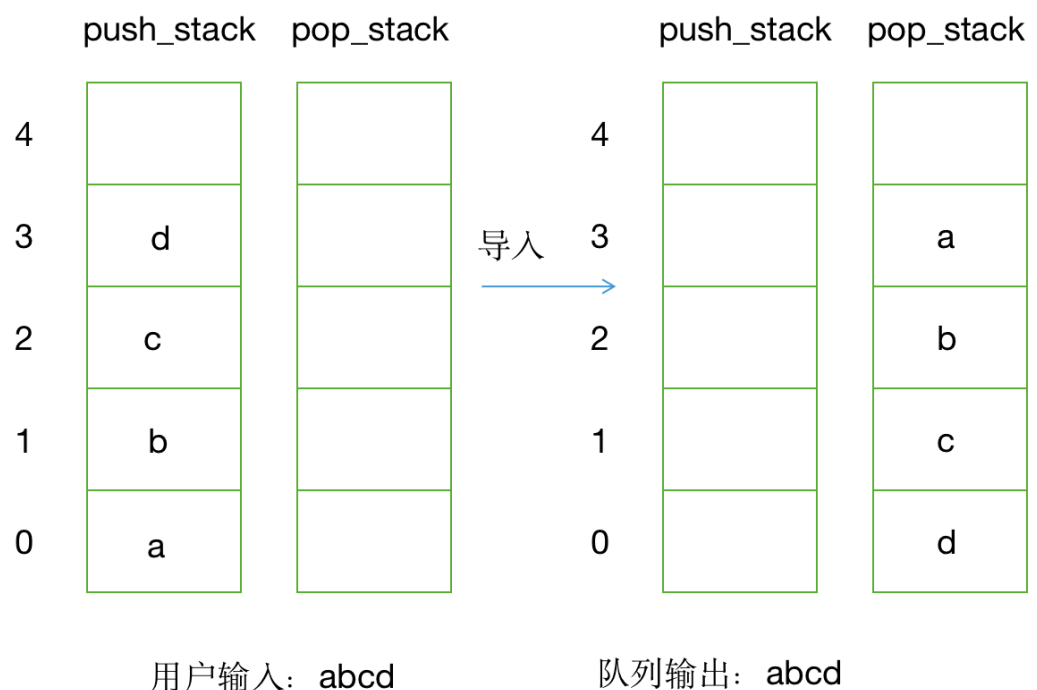 push_stack pop_stack push_stack pop_stack
4 4
3 d 导入 3 a
2 c 2 b
1 b 1 c
0 a 0 d
用户输入：abcd 队列输出：abcd